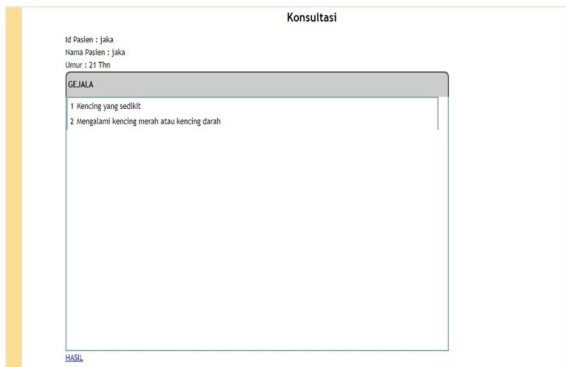 Konsultasi
Id Pasien : jaka
Nama Pasien : jaka
Umur : 21 Thn
GEJALA
1 Kencing yang sedikit
2 Mengalami kencing merah atau kencing darah
HASIL